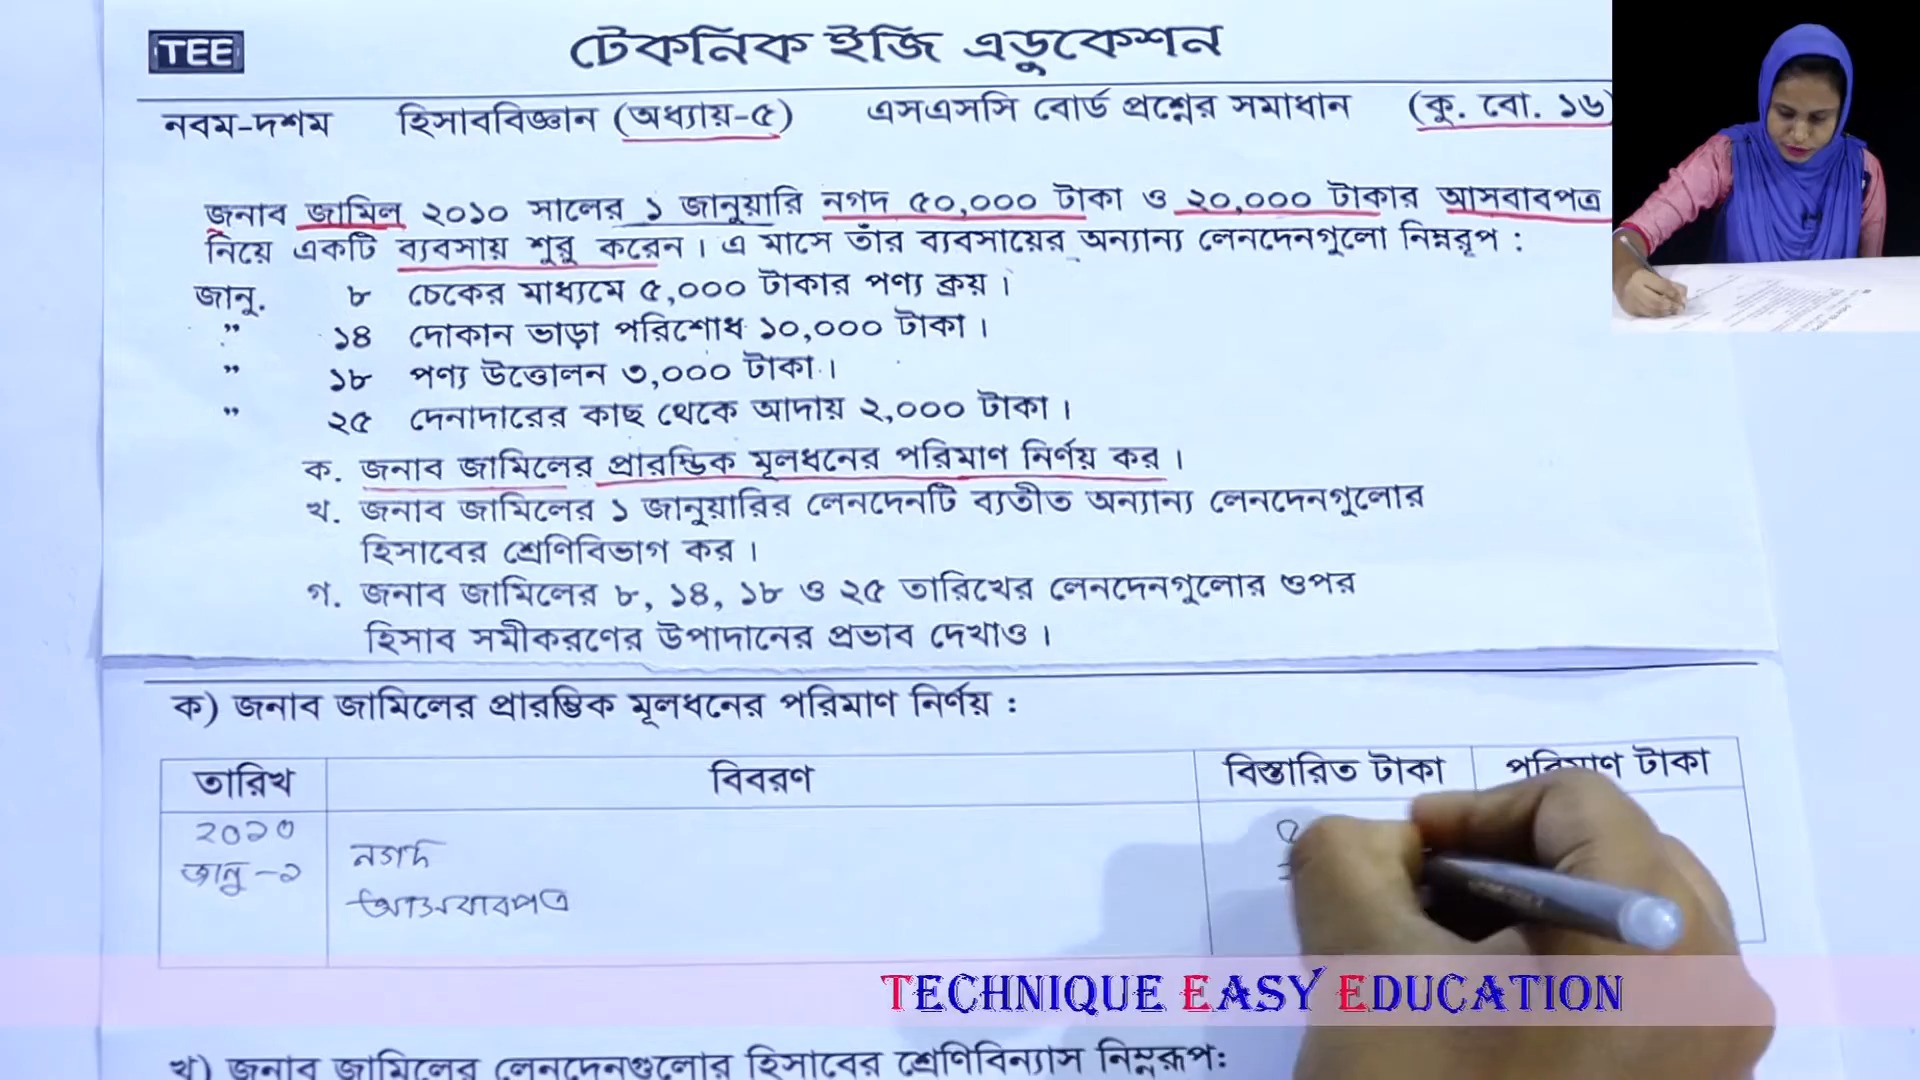 TEE
টেকনিক ইজি এডুকেশন
নবম-দশম হিসাববিজ্ঞান (অধ্যায়-৫) এসএসসি বোর্ড প্রশ্নের সমাধান (কু. বো. ১৬)
জনাব জামিল ২০১০ সালের ১ জানুয়ারি নগদ ৫০,০০০ টাকা ও ২০,০০০ টাকার আসবাবপত্র
নিয়ে একটি ব্যবসায় শুরু করেন। এ মাসে তাঁর ব্যবসায়ের অন্যান্য লেনদেনগুলো নিম্নরূপ :
জানু. ৮ চেকের মাধ্যমে ৫,০০০ টাকার পণ্য ক্রয়।
” ১৪ দোকান ভাড়া পরিশোধ ১০,০০০ টাকা।
” ১৮ পণ্য উত্তোলন ৩,০০০ টাকা।
” ২৫ দেনাদারের কাছ থেকে আদায় ২,০০০ টাকা।
ক. জনাব জামিলের প্রারম্ভিক মূলধনের পরিমাণ নির্ণয় কর।
খ. জনাব জামিলের ১ জানুয়ারির লেনদেনটি ব্যতীত অন্যান্য লেনদেনগুলোর
হিসাবের শ্রেণিবিভাগ কর।
গ. জনাব জামিলের ৮, ১৪, ১৮ ও ২৫ তারিখের লেনদেনগুলোর ওপর
হিসাব সমীকরণের উপাদানের প্রভাব দেখাও।
ক) জনাব জামিলের প্রারম্ভিক মূলধনের পরিমাণ নির্ণয় :
তারিখ বিবরণ বিস্তারিত টাকা পরিমাণ টাকা
২০১০
জানু-১ নগদ
আসবাবপত্র
TECHNIQUE EASY EDUCATION
খ) জনাব জামিলের লেনদেনগুলোর হিসাবের শ্রেণিবিন্যাস নিম্নরূপ: